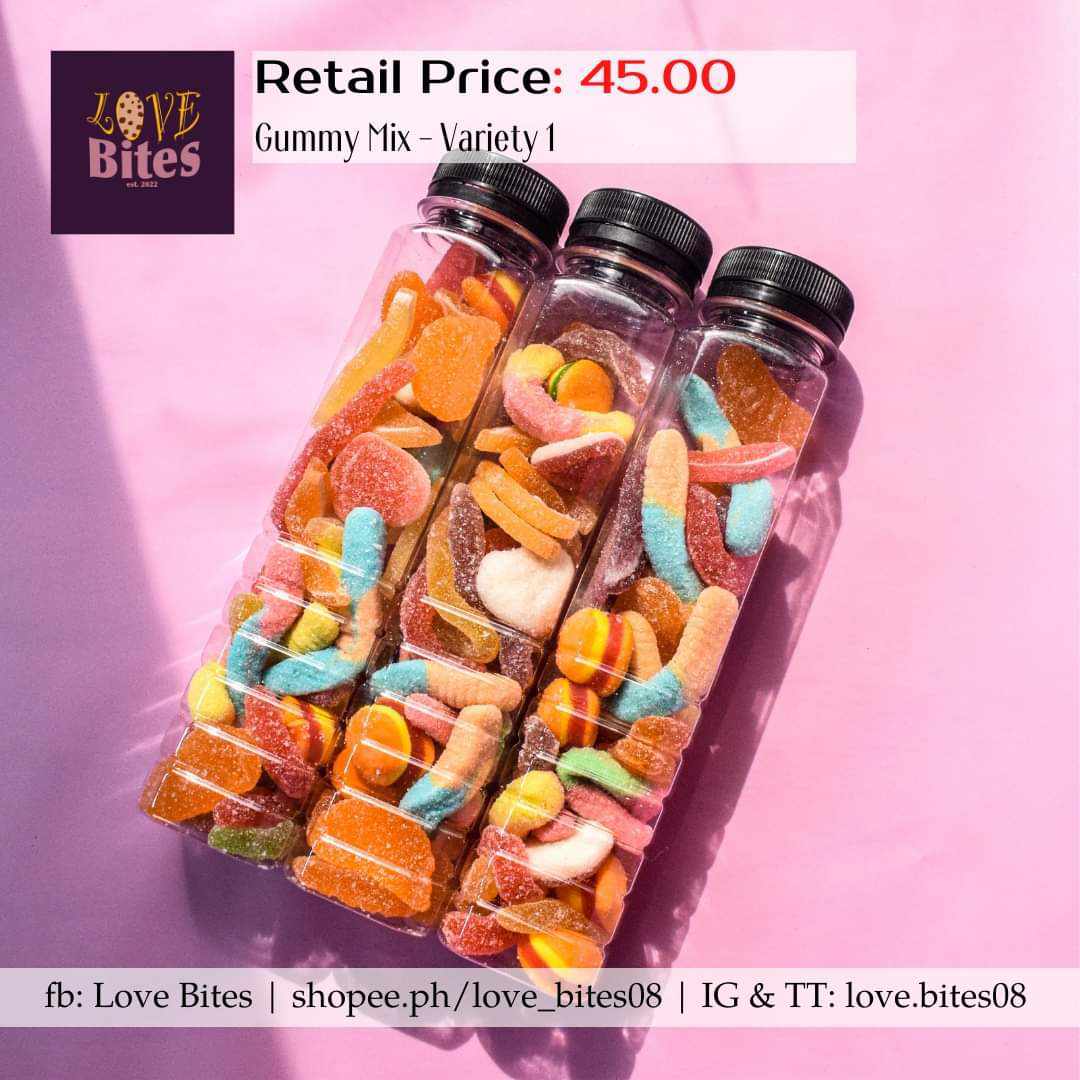 LOVE
Bites
est. 2022
Retail Price: 45.00
Gummy Mix - Variety 1
fb: Love Bites | shopee.ph/love_bites08 | IG & TT: love.bites08